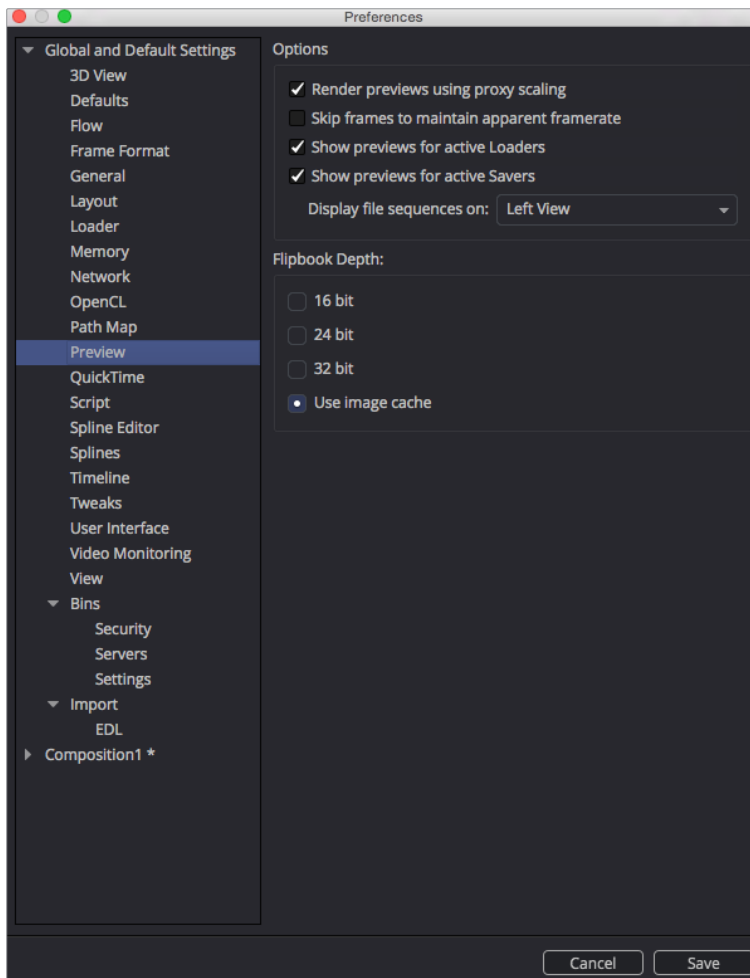 Preferences
Global and Default Settings
3D View
Defaults
Flow
Frame Format
General
Layout
Loader
Memory
Network
OpenCL
Path Map
Preview
QuickTime
Script
Spline Editor
Splines
Timeline
Tweaks
User Interface
Video Monitoring
View
Bins
Security
Servers
Settings
Import
EDL
Composition1 *
Options
Render previews using proxy scaling
Skip frames to maintain apparent framerate
Show previews for active Loaders
Show previews for active Savers
Display file sequences on: Left View
Flipbook Depth:
16 bit
24 bit
32 bit
Use image cache
Cancel Save